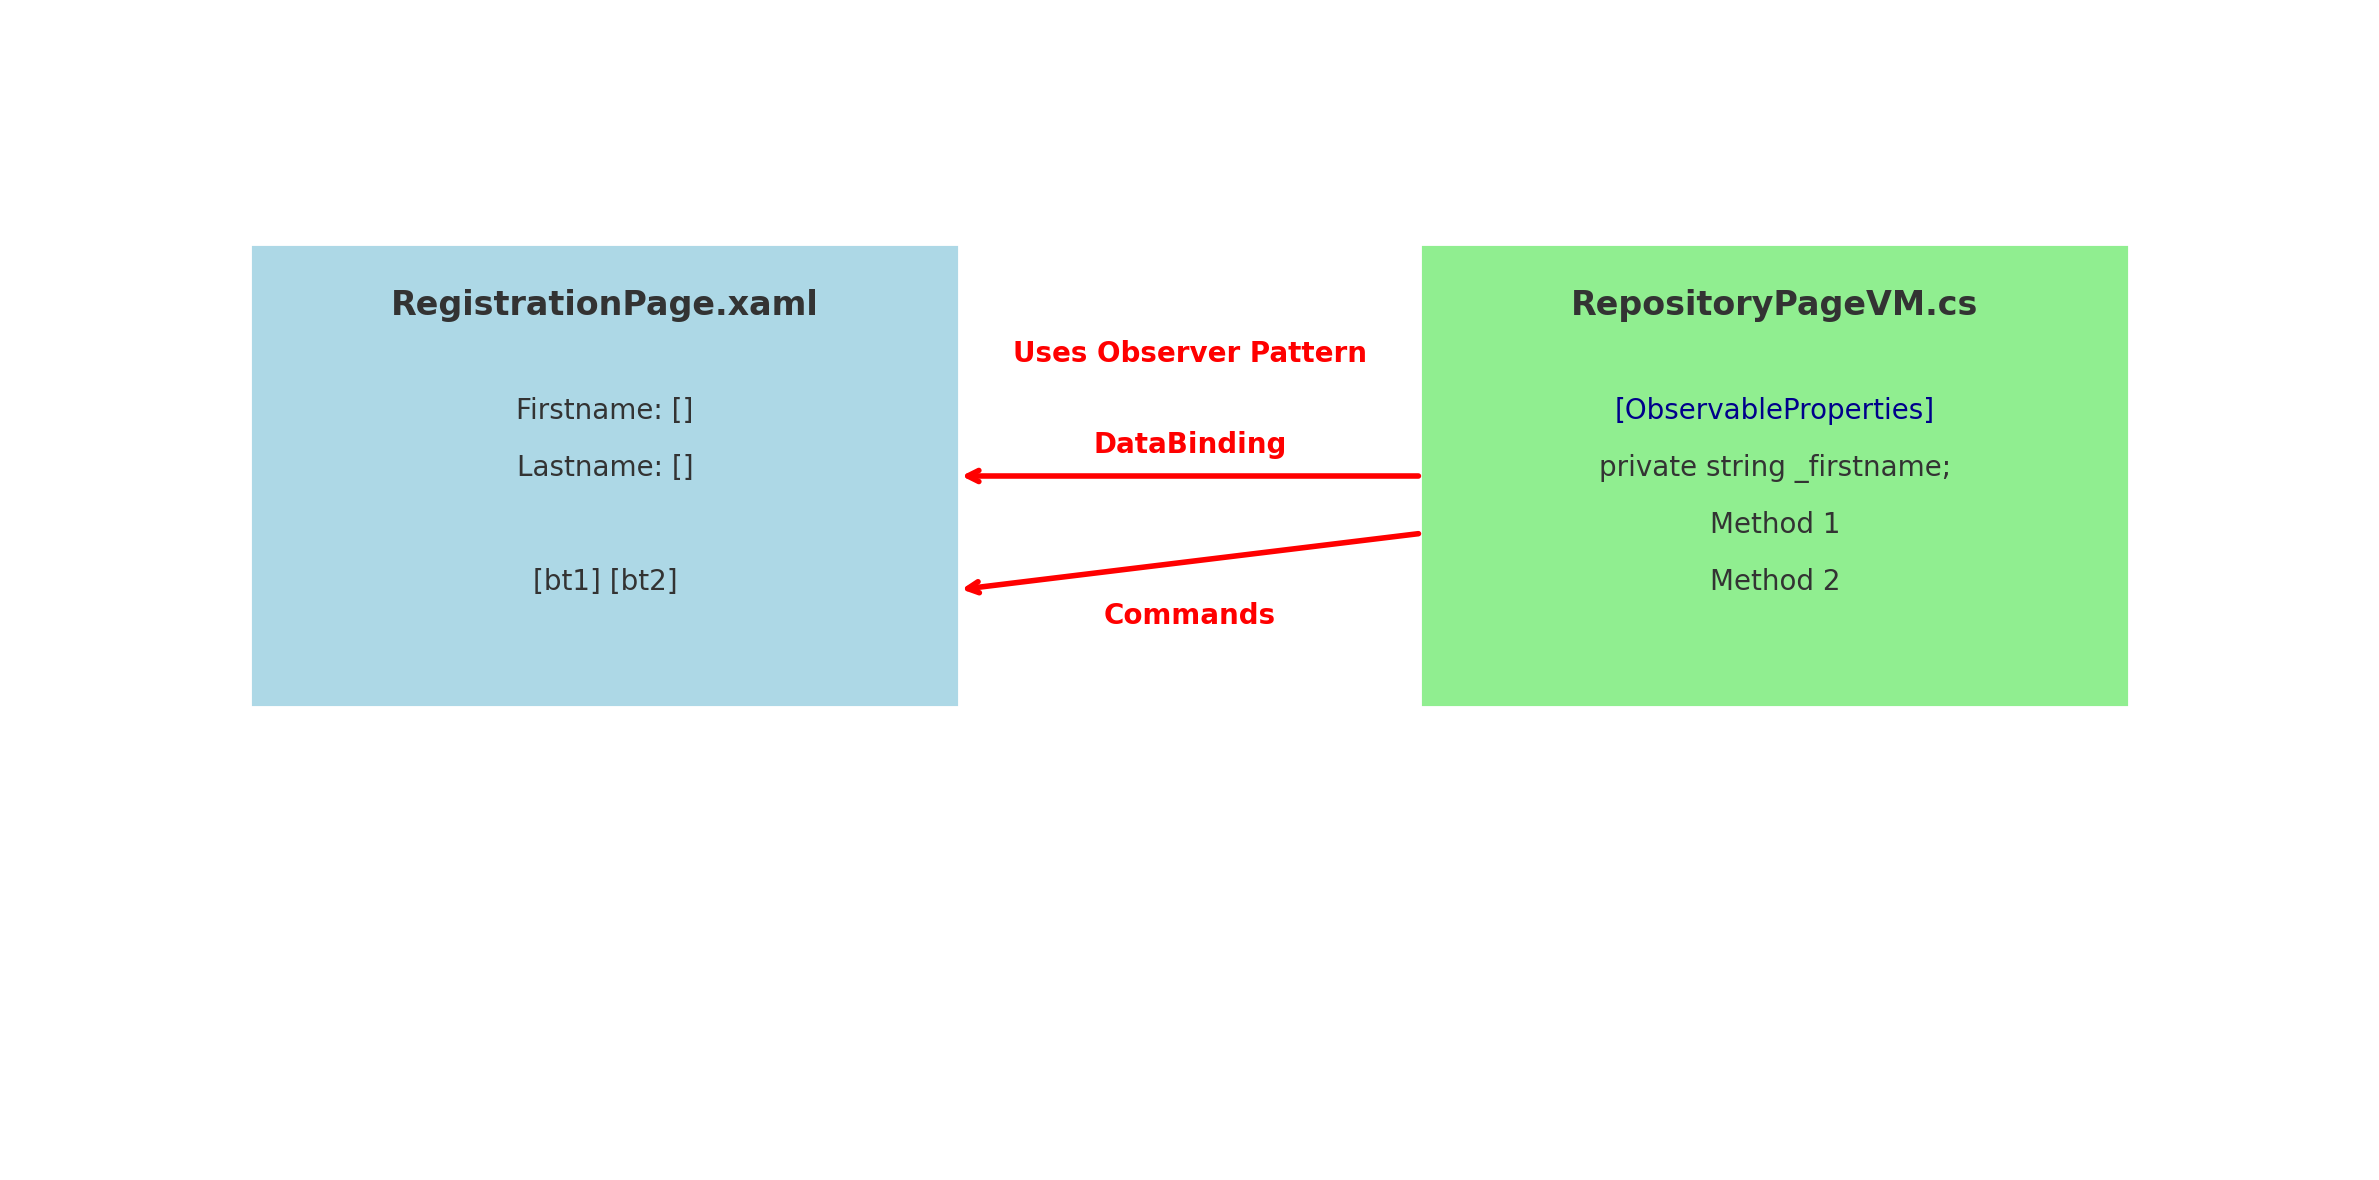 RegistrationPage.xaml
Firstname: []
Lastname: []
[bt1] [bt2]
Uses Observer Pattern
DataBinding
Commands
RepositoryPageVM.cs
[ObservableProperties]
private string _firstname;
Method 1
Method 2